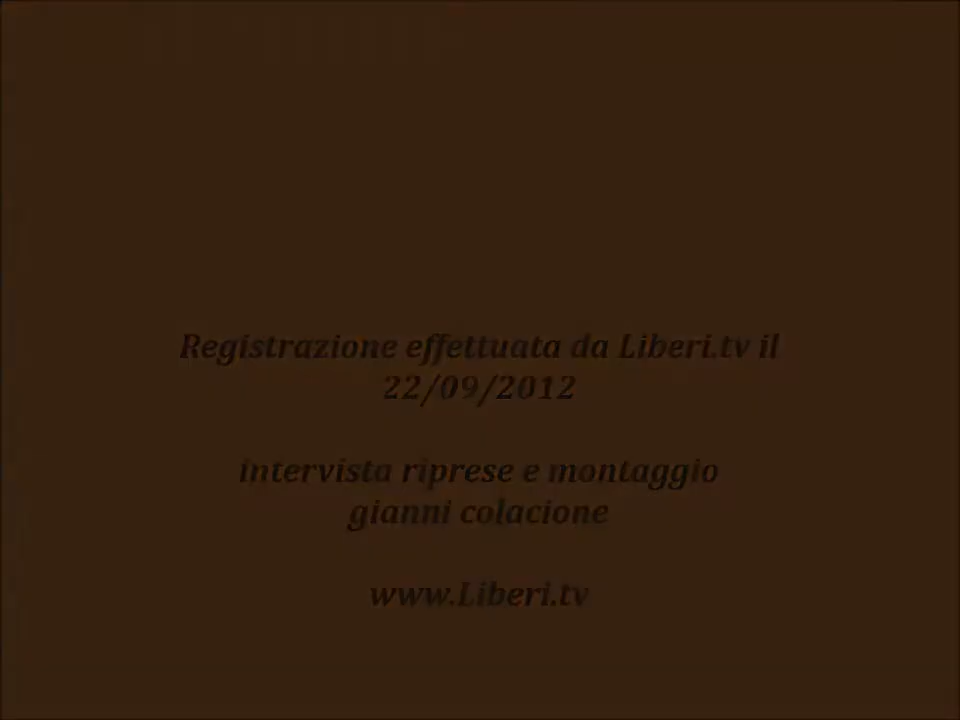 Registrazione effettuata da Liberi.tv il
22/09/2012
intervista riprese e montaggio
gianni colacione
www.Liberi.tv